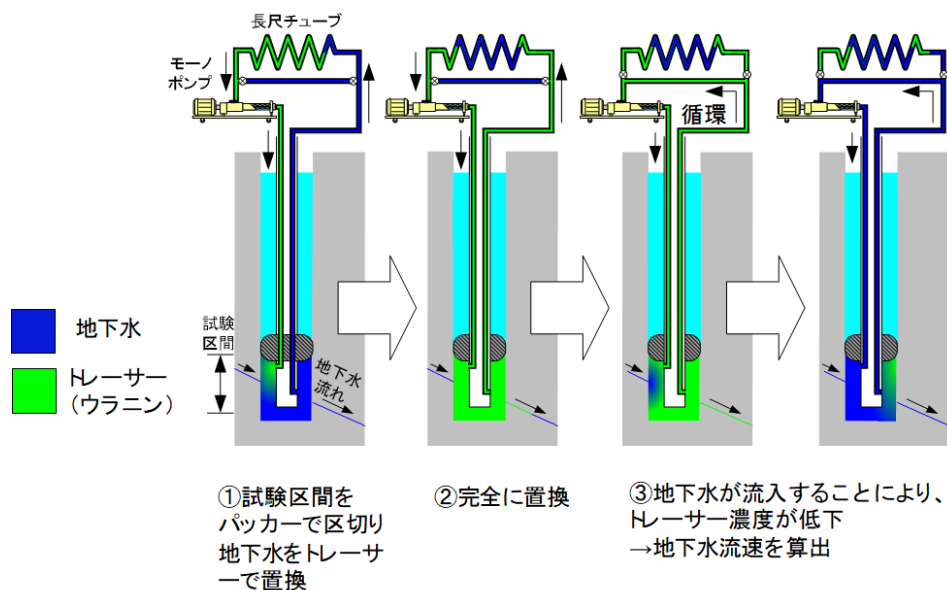 長尺チューブ
モーノ
ポンプ
循環
地下水
トレーサー
（ウラニン）
試験
区間
地下水
流れ
①試験区間を
パッカーで区切り
地下水をトレーサ
ーで置換
②完全に置換
③地下水が流入することにより、
トレーサー濃度が低下
→地下水流速を算出